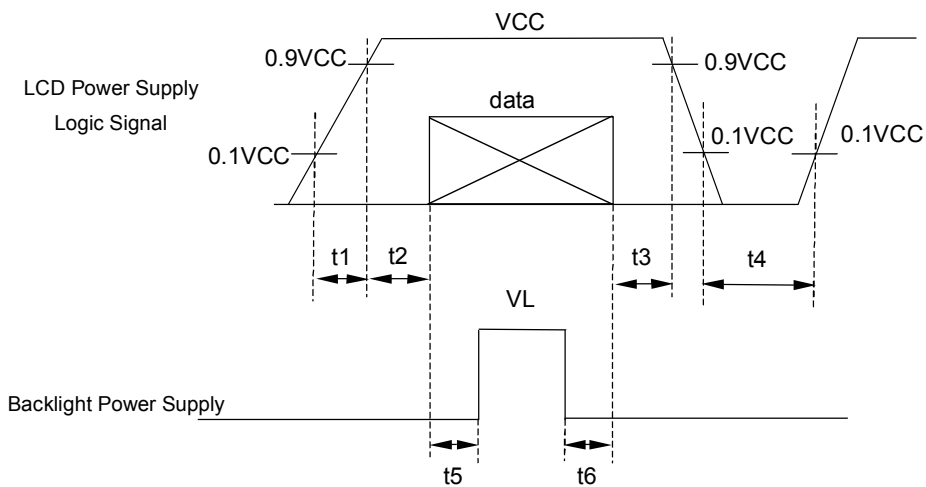 VCC
0.9VCC
0.9VCC
LCD Power Supply
Logic Signal
data
0.1VCC
0.1VCC
0.1VCC
t1
t2
t3
t4
VL
Backlight Power Supply
t5
t6